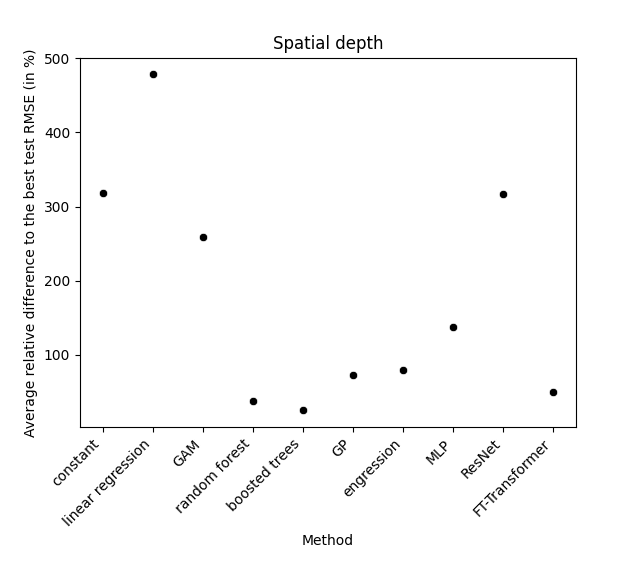 Spatial depth
Average relative difference to the best test RMSE (in %)
500
400
300
200
100
constant
linear regression
GAM
random forest
boosted trees
GP
engression
MLP
ResNet
FT-Transformer
Method